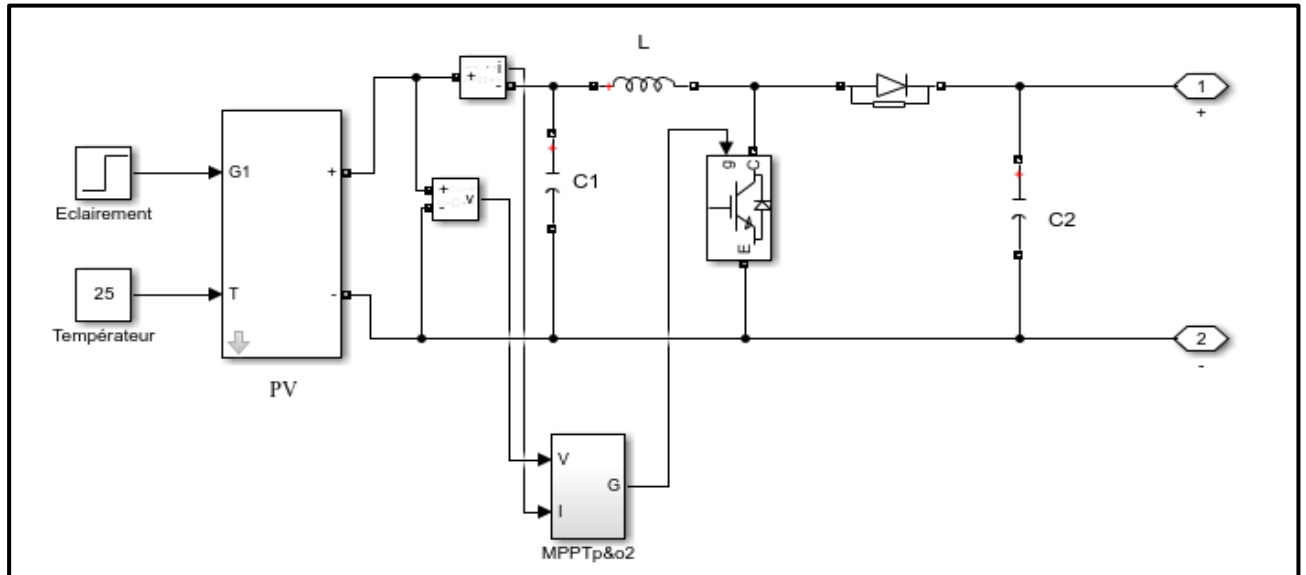 L
+
i
-
G1
+
Eclairement
+
-
v
C1
g
C
E
1
+
C2
25
T
-
Températeur
PV
2
-
V
G
I
MPPTp&o2